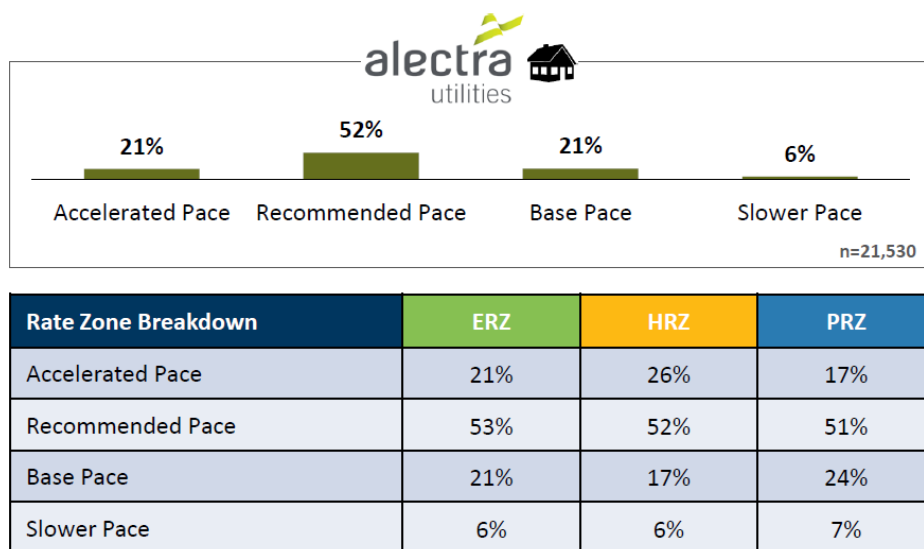 alectra
utilities
21% 52% 21% 6%
Accelerated Pace Recommended Pace Base Pace Slower Pace
n=21,530
Rate Zone Breakdown ERZ HRZ PRZ
Accelerated Pace 21% 26% 17%
Recommended Pace 53% 52% 51%
Base Pace 21% 17% 24%
Slower Pace 6% 6% 7%